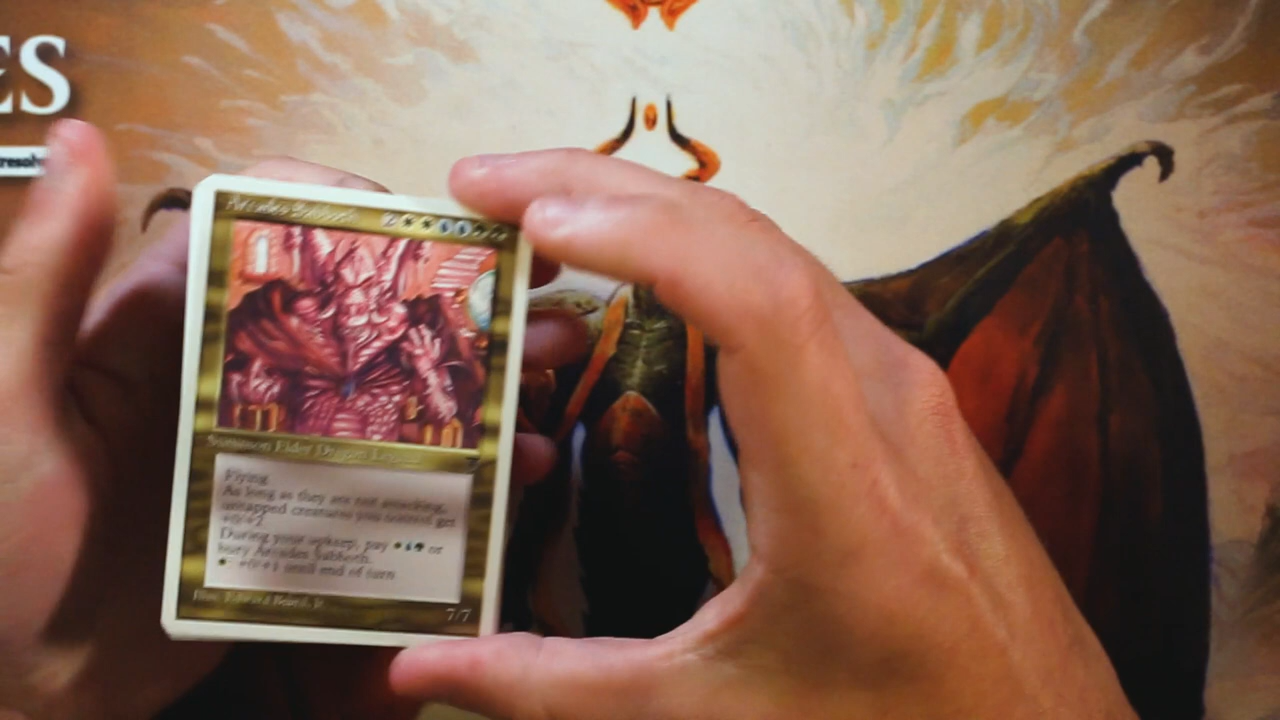 ES
resolv
Arcades Sabboth
Summon Elder Dragon Legend
Flying
As long as they are not attacking,
untapped creatures you control get
+0/+2
During your upkeep, pay or
bury Arcades Sabboth.
+0/+1 until end of turn
Illus. Edward Beard, Jr.
7/7